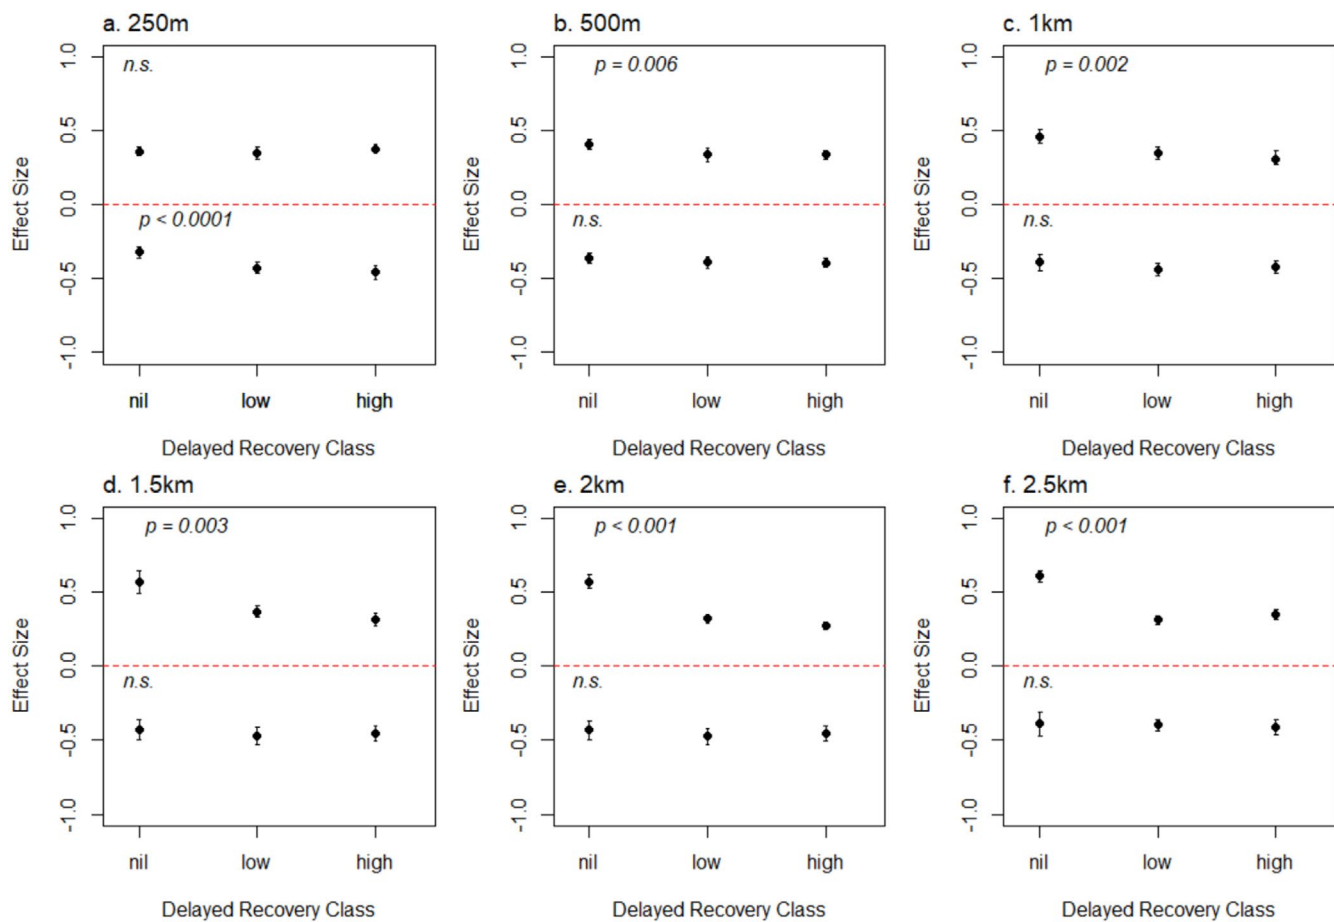 a. 250m
n.s.
p < 0.0001
1.0
0.5
0.0
-0.5
-1.0
Effect Size
nil low high
Delayed Recovery Class
b. 500m
p = 0.006
n.s.
1.0
0.5
0.0
-0.5
-1.0
Effect Size
nil low high
Delayed Recovery Class
c. 1km
p = 0.002
n.s.
1.0
0.5
0.0
-0.5
-1.0
Effect Size
nil low high
Delayed Recovery Class
d. 1.5km
p = 0.003
n.s.
1.0
0.5
0.0
-0.5
-1.0
Effect Size
nil low high
Delayed Recovery Class
e. 2km
p < 0.001
n.s.
1.0
0.5
0.0
-0.5
-1.0
Effect Size
nil low high
Delayed Recovery Class
f. 2.5km
p < 0.001
n.s.
1.0
0.5
0.0
-0.5
-1.0
Effect Size
nil low high
Delayed Recovery Class